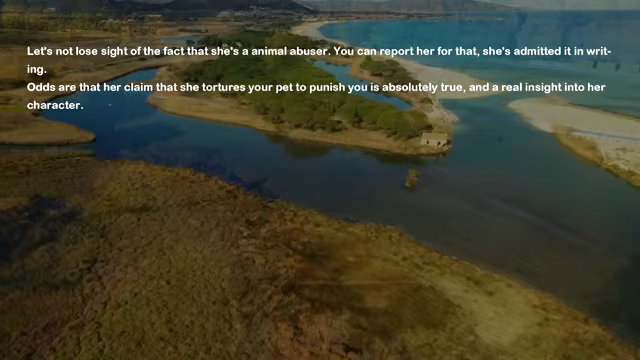 Let's not lose sight of the fact that she's a animal abuser. You can report her for that, she's admitted it in writ-
ing.
Odds are that her claim that she tortures your pet to punish you is absolutely true, and a real insight into her
character.